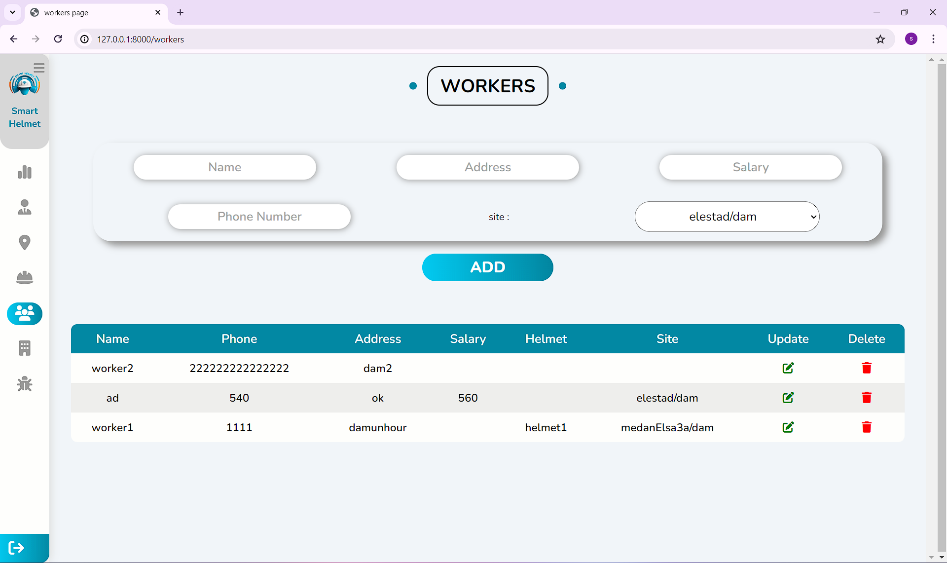 workers page
127.0.0.1:8000/workers
S
Smart
Helmet
WORKERS
Name Address Salary
Phone Number site : elestad/dam
ADD
Name Phone Address Salary Helmet Site Update Delete
worker2 222222222222222 dam2
ad 540 ok 560 elestad/dam
worker1 1111 damunhour helmet1 medanElsa3a/dam